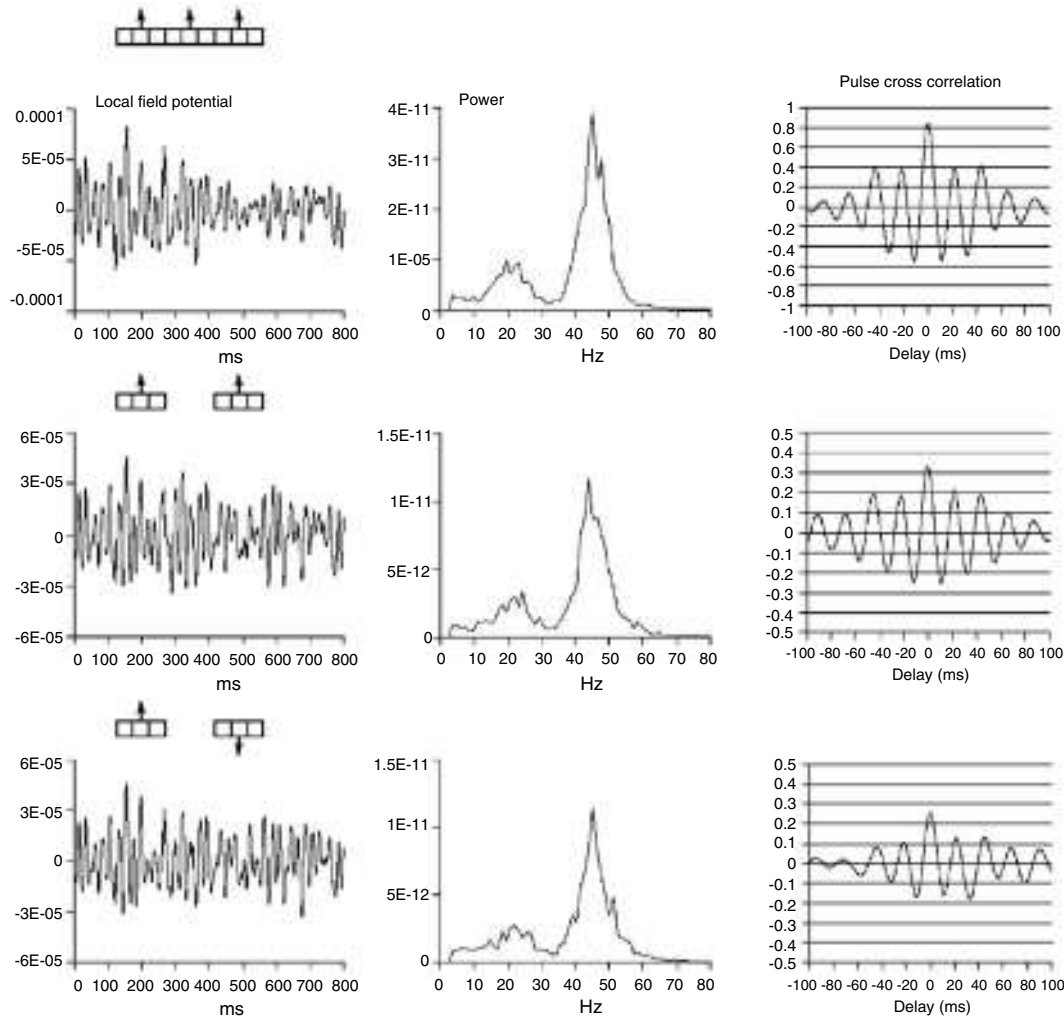 Local field potential
0.0001
5E-05
0
-5E-05
-0.0001
0 100 200 300 400 500 600 700 800
ms
Power
4E-11
3E-11
2E-11
1E-05
0
0 10 20 30 40 50 60 70 80
Hz
Pulse cross correlation
1
0.8
0.6
0.4
0.2
0
-0.2
-0.4
-0.6
-0.8
-1
-100 -80 -60 -40 -20 0 20 40 60 80 100
Delay (ms)
6E-05
3E-05
0
-3E-05
-6E-05
0 100 200 300 400 500 600 700 800
ms
1.5E-11
1E-11
5E-12
0
0 10 20 30 40 50 60 70 80
Hz
0.5
0.4
0.3
0.2
0.1
0
-0.1
-0.2
-0.3
-0.4
-0.5
-100 -80 -60 -40 -20 0 20 40 60 80 100
Delay (ms)
6E-05
3E-05
0
-3E-05
-6E-05
0 100 200 300 400 500 600 700 800
ms
1.5E-11
1E-11
5E-12
0
0 10 20 30 40 50 60 70 80
Hz
0.5
0.4
0.3
0.2
0.1
0
-0.1
-0.2
-0.3
-0.4
-0.5
-100 -80 -60 -40 -20 0 20 40 60 80 100
Delay (ms)